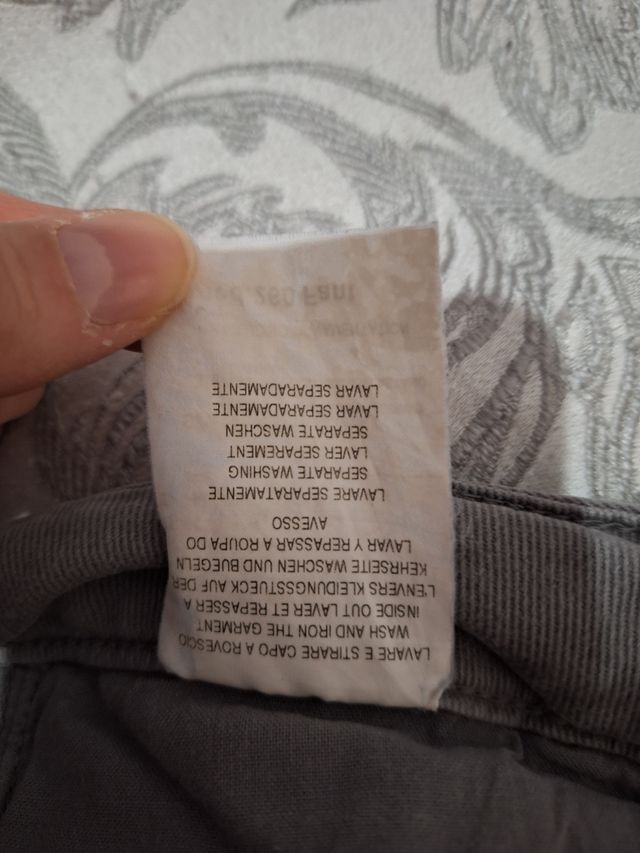 LAVARE E STIRARE CAPO A ROVESCIO
WASH AND IRON THE GARMENT
INSIDE OUT LAVER ET REPASSER A
L'ENVERS KLEIDUNGSSTUECK AUF DER
KEHRSEITE WASCHEN UND BUEGELN
LAVAR Y REPASSAR A ROUPA DO
AVESSO
LAVARE SEPARATAMENTE
SEPARATE WASHING
LAVER SEPAREMENT
SEPARATE WASCHEN
LAVAR SEPARADAMENTE
LAVAR SEPARADAMENTE
260 Fant